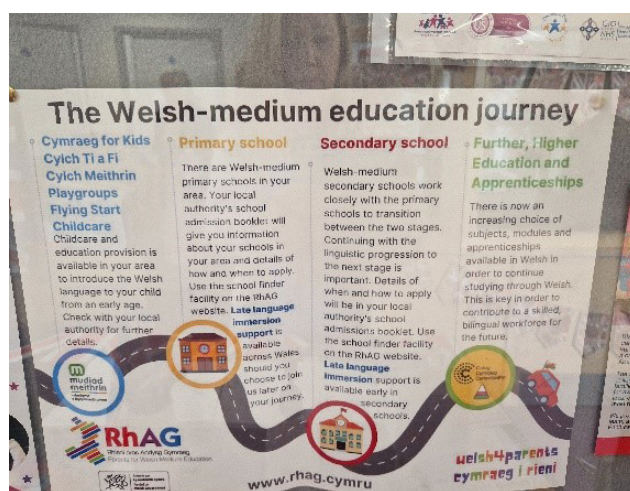 The Welsh-medium education journey
Cymraeg for Kids
Cylch Ti a Fi
Cylch Meithrin
Playgroups
Flying Start
Childcare
Childcare and
education provision is
available in your area
to introduce the Welsh
language to your child
from an early age.
Check with your local
authority for further
details.
Primary school
There are Welsh-medium
primary schools in your
area. Your local
authority's school
admission booklet will
give you information
about your schools in
your area and details of
how and when to apply.
Use the school finder
facility on the RhAG
website. Late language
immersion
support is
available
across Wales
should you
choose to join
us later on
your journey.
Secondary school
Welsh-medium
secondary schools work
closely with the primary
schools to transition
between the two stages.
Continuing with the
linguistic progression to
the next stage is
important. Details of
when and how to apply
will be in your local
authority's school
admissions booklet. Use
the school finder facility
on the RhAG website.
Late language
immersion support is
available early in
secondary
schools.
Further, Higher
Education and
Apprenticeships
There is now an
increasing choice of
subjects, modules and
apprenticeships
available in Welsh in
order to continue
studying through Welsh.
This is key in order to
contribute to a skilled,
bilingual workforce for
the future.
mudiad
meithrin
RhAG
Rhieni dros Addysg Gymraeg
Parents for Welsh Medium Education
www.rhag.cymru
welsh4parents
cymraeg i rieni
GIG
NHS